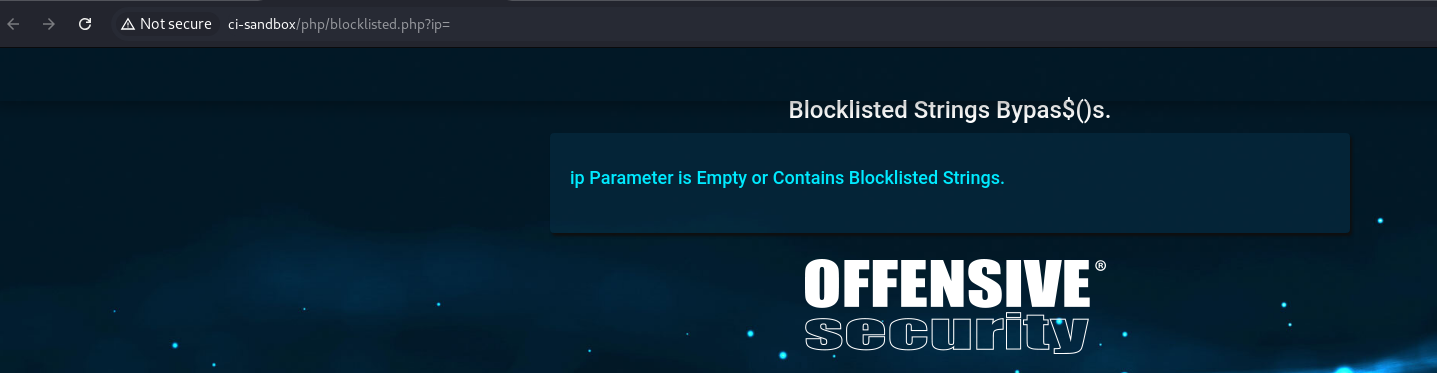 Not secure ci-sandbox/php/blocklisted.php?ip=
Blocklisted Strings Bypas$()s.
ip Parameter is Empty or Contains Blocklisted Strings.
OFFENSIVE®
security